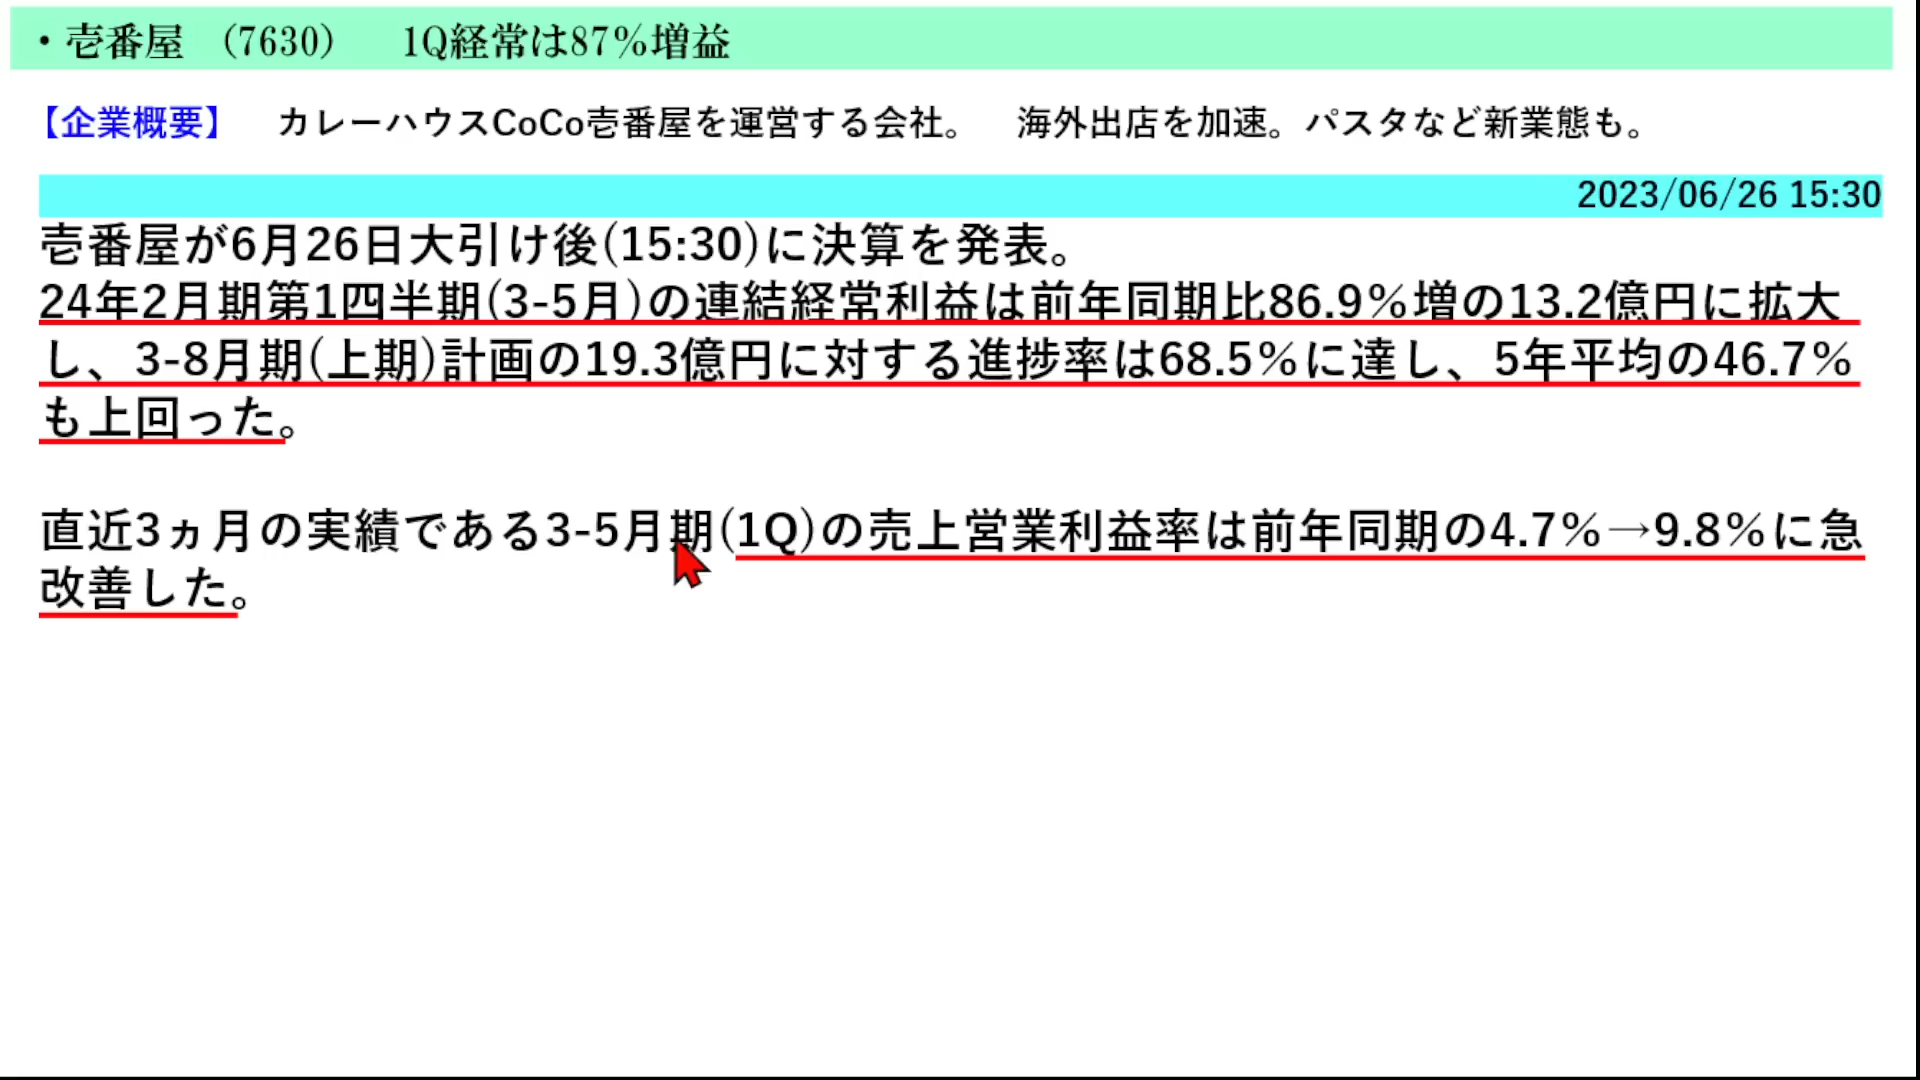 ・壱番屋 （7630） 1Q経常は87％増益
【企業概要】 カレーハウスCoCo壱番屋を運営する会社。 海外出店を加速。パスタなど新業態も。
2023/06/26 15:30
壱番屋が6月26日大引け後(15:30)に決算を発表。
24年2月期第1四半期(3-5月)の連結経常利益は前年同期比86.9％増の13.2億円に拡大
し、3-8月期(上期)計画の19.3億円に対する進捗率は68.5％に達し、5年平均の46.7％
も上回った。
直近3ヵ月の実績である3-5月期(1Q)の売上営業利益率は前年同期の4.7％→9.8％に急
改善した。